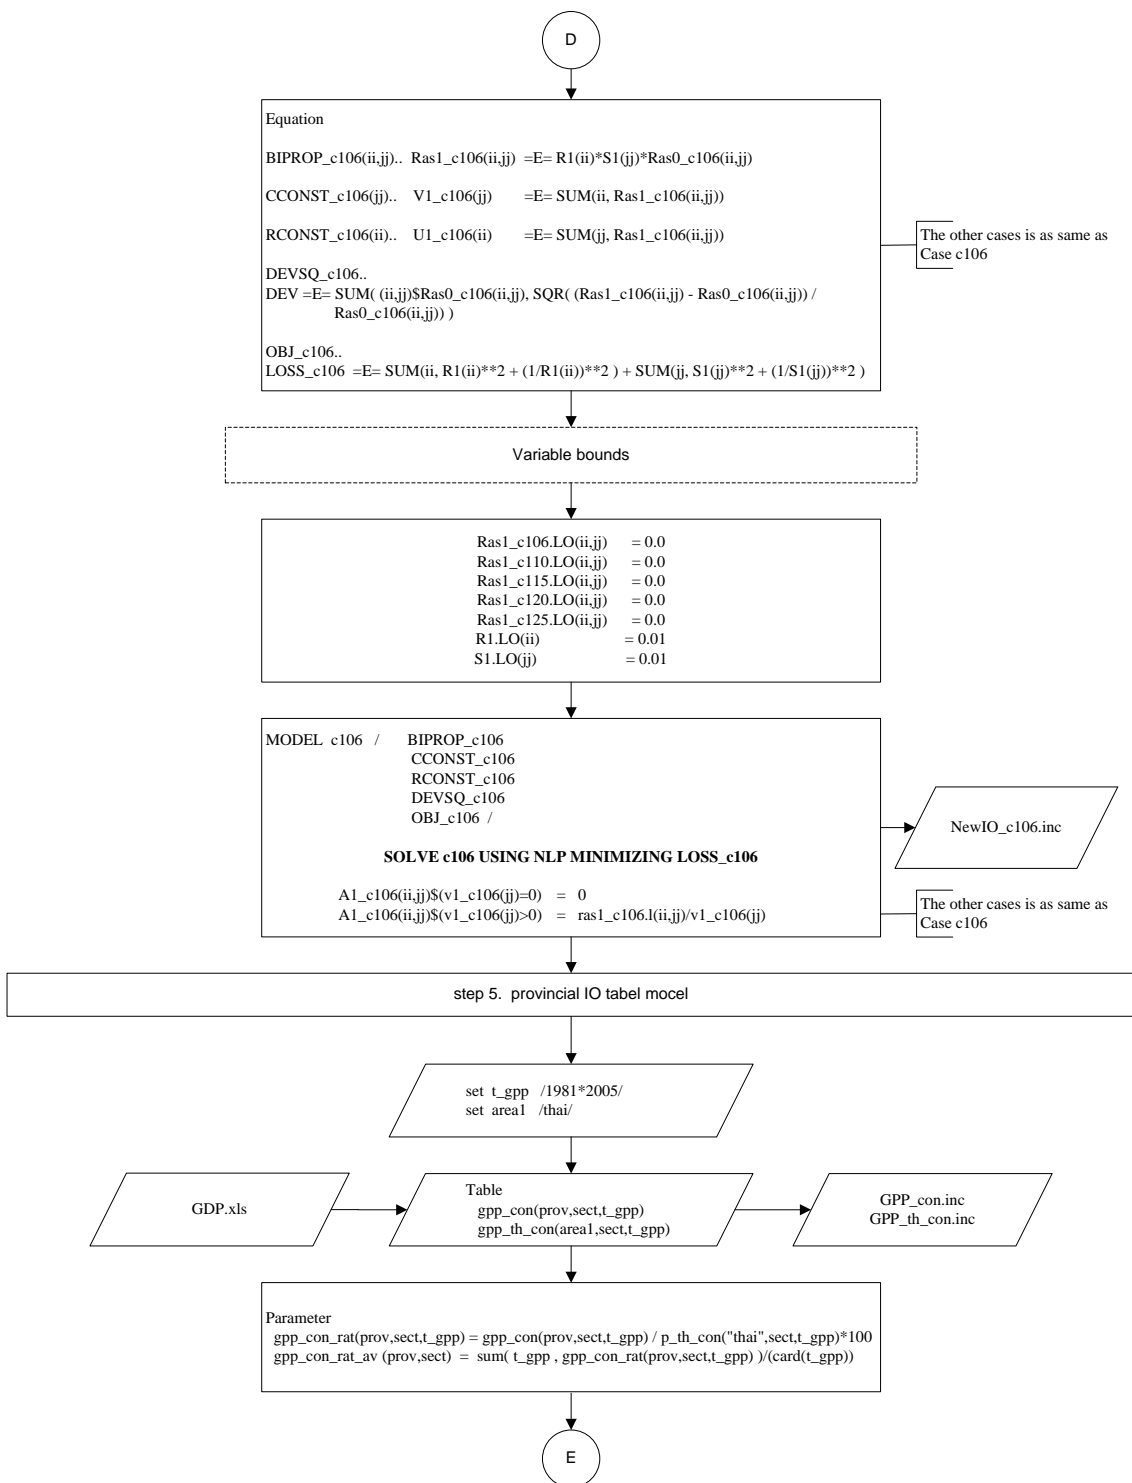 D
Equation
BIPROP_c106(ii,jj).. Ras1_c106(ii,jj) =E= R1(ii)*S1(jj)*Ras0_c106(ii,jj)
CCONST_c106(jj).. V1_c106(jj) =E= SUM(ii, Ras1_c106(ii,jj))
RCONST_c106(ii).. U1_c106(ii) =E= SUM(jj, Ras1_c106(ii,jj))
DEVSQ_c106..
DEV =E= SUM( (ii,jj)$Ras0_c106(ii,jj), SQR( (Ras1_c106(ii,jj) - Ras0_c106(ii,jj)) /
Ras0_c106(ii,jj)) )
OBJ_c106..
LOSS_c106 =E= SUM(ii, R1(ii)**2 + (1/R1(ii))**2 ) + SUM(jj, S1(jj)**2 + (1/S1(jj))**2 )
The other cases is as same as
Case c106
Variable bounds
Ras1_c106.LO(ii,jj) = 0.0
Ras1_c110.LO(ii,jj) = 0.0
Ras1_c115.LO(ii,jj) = 0.0
Ras1_c120.LO(ii,jj) = 0.0
Ras1_c125.LO(ii,jj) = 0.0
R1.LO(ii) = 0.01
S1.LO(jj) = 0.01
MODEL c106 / BIPROP_c106
CCONST_c106
RCONST_c106
DEVSQ_c106
OBJ_c106 /
SOLVE c106 USING NLP MINIMIZING LOSS_c106
A1_c106(ii,jj)$(v1_c106(jj)=0) = 0
A1_c106(ii,jj)$(v1_c106(jj)>0) = ras1_c106.l(ii,jj)/v1_c106(jj)
NewIO_c106.inc
The other cases is as same as
Case c106
step 5. provincial IO tabel mocel
set t_gpp /1981*2005/
set area1 /thai/
GDP.xls
Table
gpp_con(prov,sect,t_gpp)
gpp_th_con(area1,sect,t_gpp)
GPP_con.inc
GPP_th_con.inc
Parameter
gpp_con_rat(prov,sect,t_gpp) = gpp_con(prov,sect,t_gpp) / p_th_con("thai",sect,t_gpp)*100
gpp_con_rat_av (prov,sect) = sum( t_gpp , gpp_con_rat(prov,sect,t_gpp) )/(card(t_gpp))
E